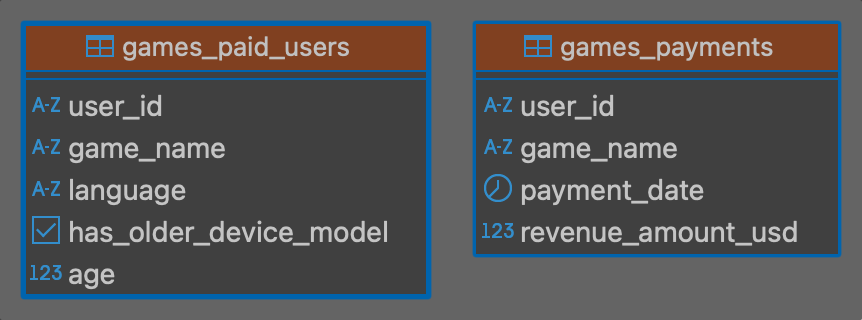 games_paid_users
A-Z user_id
A-Z game_name
A-Z language
has_older_device_model
123 age
games_payments
A-Z user_id
A-Z game_name
payment_date
123 revenue_amount_usd